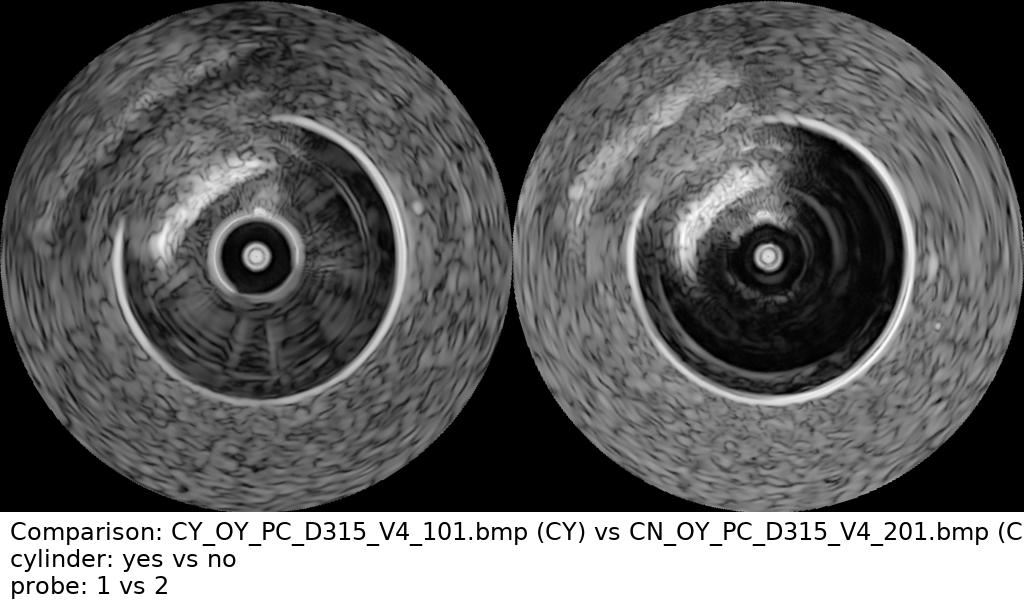 Comparison: CY_OY_PC_D315_V4_101.bmp (CY) vs CN_OY_PC_D315_V4_201.bmp (C
cylinder: yes vs no
probe: 1 vs 2